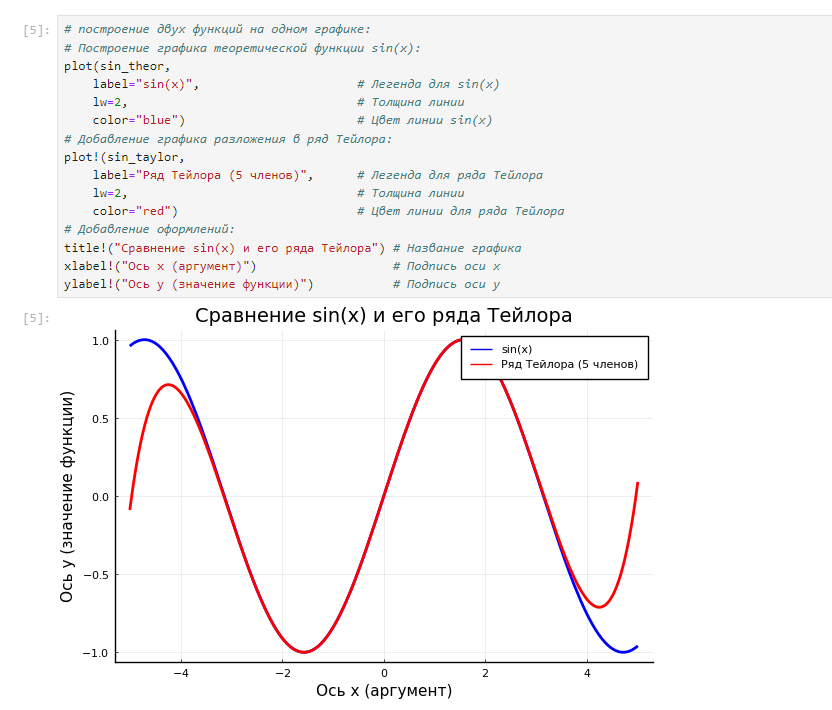 [5]:
# построение двух функций на одном графике:
# Построение графика теоретической функции sin(x):
plot(sin_theor,
label="sin(x)", # Легенда для sin(x)
lw=2, # Толщина линии
color="blue") # Цвет линии sin(x)
# Добавление графика разложения в ряд Тейлора:
plot!(sin_taylor,
label="Ряд Тейлора (5 членов)", # Легенда для ряда Тейлора
lw=2, # Толщина линии
color="red") # Цвет линии для ряда Тейлора
# Добавление оформлений:
title!("Сравнение sin(x) и его ряда Тейлора") # Название графика
xlabel!("Ось x (аргумент)") # Подпись оси x
ylabel!("Ось y (значение функции)") # Подпись оси y
[5]:
Сравнение sin(x) и его ряда Тейлора
sin(x)
Ряд Тейлора (5 членов)
1.0
0.5
0.0
−0.5
−1.0
Ось y (значение функции)
−4 −2 0 2 4
Ось x (аргумент)